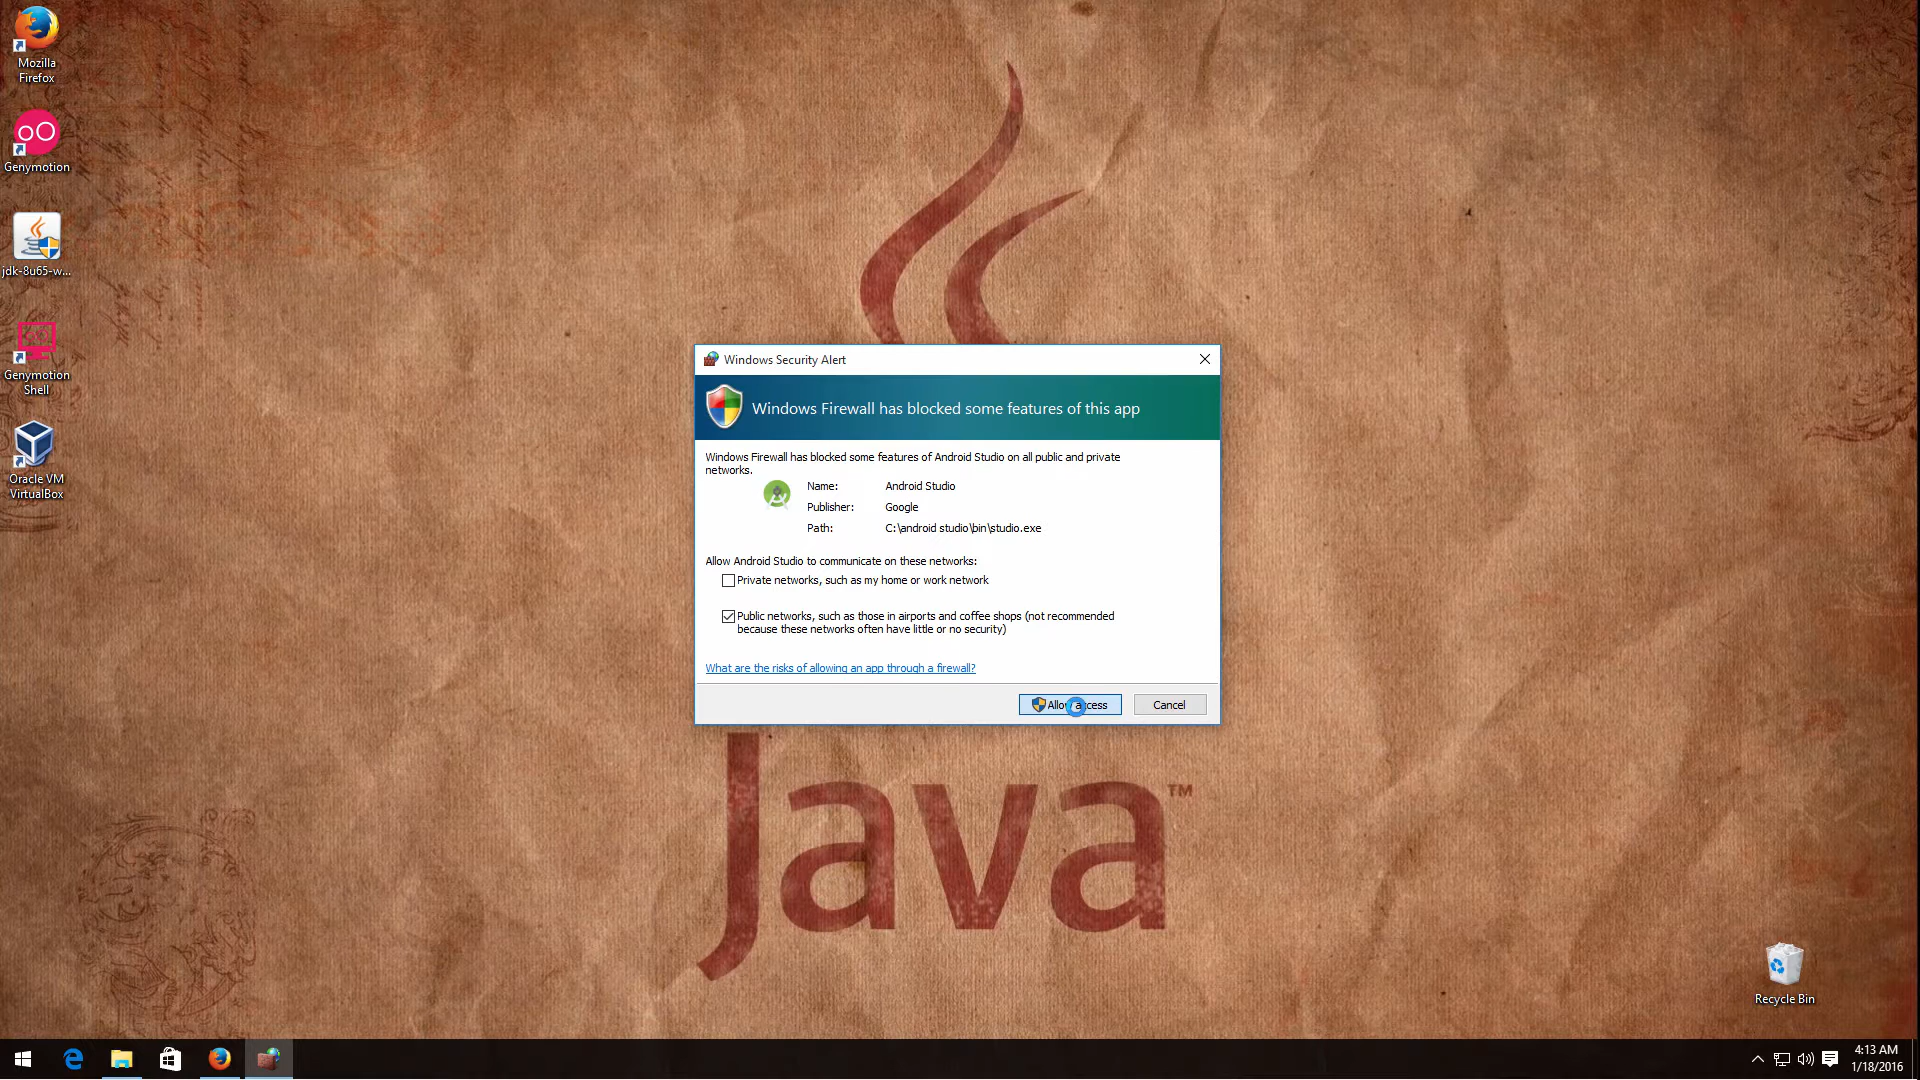 Mozilla
Firefox
Genymotion
jdk-8u65-w...
Genymotion
Shell
Oracle VM
VirtualBox
Windows Security Alert
Windows Firewall has blocked some features of this app
Windows Firewall has blocked some features of Android Studio on all public and private
networks.
Name: Android Studio
Publisher: Google
Path: C:\android studio\bin\studio.exe
Allow Android Studio to communicate on these networks:
Private networks, such as my home or work network
Public networks, such as those in airports and coffee shops (not recommended
because these networks often have little or no security)
What are the risks of allowing an app through a firewall?
Allow access Cancel
Java™
Recycle Bin
4:13 AM
1/18/2016